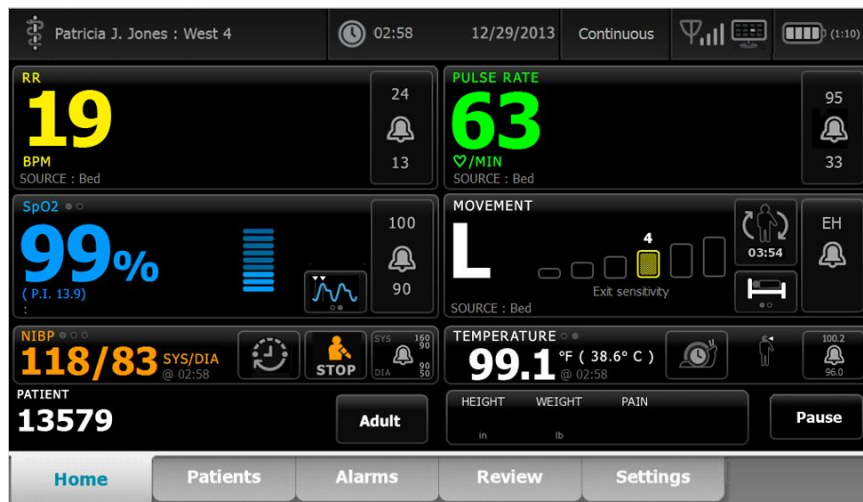 Patricia J. Jones : West 4
02:58
12/29/2013
Continuous
(1:10)
RR
19
BPM
SOURCE : Bed
24
13
PULSE RATE
63
♡/MIN
SOURCE : Bed
95
33
SpO2
99%
( P.I. 13.9)
:
100
90
MOVEMENT
L
4
Exit sensitivity
SOURCE : Bed
03:54
EH
NIBP
118/83 SYS/DIA
@ 02:58
STOP
SYS 160
90
DIA 90
50
TEMPERATURE
99.1 °F ( 38.6° C )
@ 02:58
100.2
96.0
PATIENT
13579
Adult
HEIGHT WEIGHT PAIN
in lb
Pause
Home Patients Alarms Review Settings